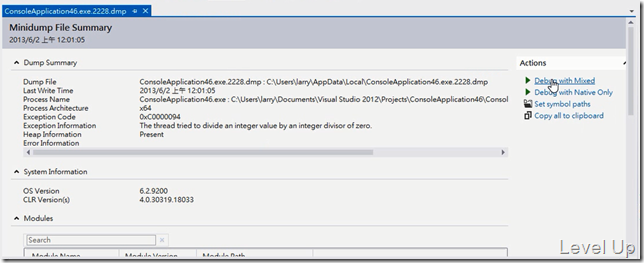 ConsoleApplication46.exe.2228.dmp
Minidump File Summary
2013/6/2 上午 12:01:05
Dump Summary
Dump File ConsoleApplication46.exe.2228.dmp : C:\Users\larry\AppData\Local\ConsoleApplication46.exe.2228.dmp
Last Write Time 2013/6/2 上午 12:01:05
Process Name ConsoleApplication46.exe : C:\Users\larry\Documents\Visual Studio 2012\Projects\ConsoleApplication46\Consol
Process Architecture x64
Exception Code 0xC0000094
Exception Information The thread tried to divide an integer value by an integer divisor of zero.
Heap Information Present
Error Information
System Information
OS Version 6.2.9200
CLR Version(s) 4.0.30319.18033
Modules
Search
Module Name Module Version Module Path
Actions
Debug with Mixed
Debug with Native Only
Set symbol paths
Copy all to clipboard
Level Up